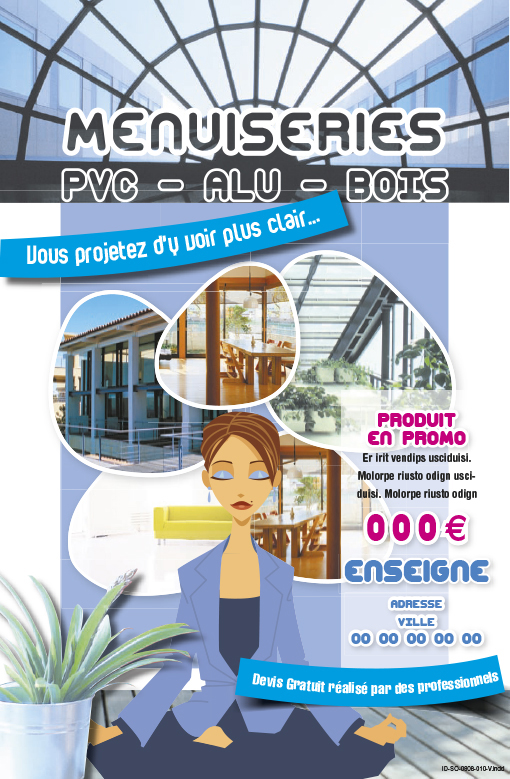 MENUISERIES
PVC - ALU - BOIS
Vous projetez d'y voir plus clair...
PRODUIT
EN PROMO
Er irit vendips usciduisi.
Molorpe riusto odign usci-
duisi. Molorpe riusto odign
000€
ENSEIGNE
ADRESSE
VILLE
00 00 00 00 00
Devis Gratuit réalisé par des professionnels
ID-SO-0908-010-V.indd